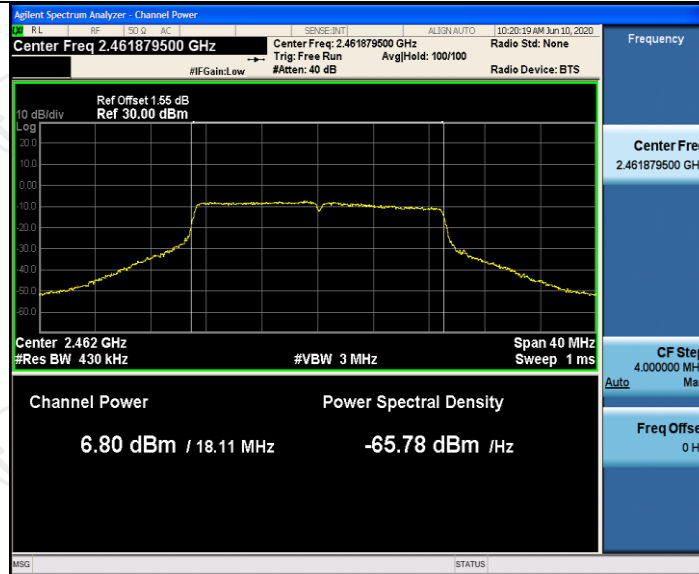 Agilent Spectrum Analyzer - Channel Power
RL RF 50 Ω AC SENSE:INT ALIGN AUTO 10:20:19 AM Jun 10, 2020
Center Freq 2.461879500 GHz
Center Freq: 2.461879500 GHz
Radio Std: None
Trig: Free Run Avg|Hold: 100/100
#IFGain:Low
#Atten: 40 dB
Radio Device: BTS
Frequency
Ref Offset 1.55 dB
10 dB/div Ref 30.00 dBm
Log
20.0
10.0
0.00
-10.0
-20.0
-30.0
-40.0
-50.0
-60.0
Center 2.462 GHz
Span 40 MHz
#Res BW 430 kHz
#VBW 3 MHz
Sweep 1 ms
Channel Power
Power Spectral Density
6.80 dBm / 18.11 MHz
-65.78 dBm /Hz
Center Fre
2.461879500 GH
CF Ste
4.000000 MH
Auto Ma
Freq Offse
0 H
MSG
STATUS